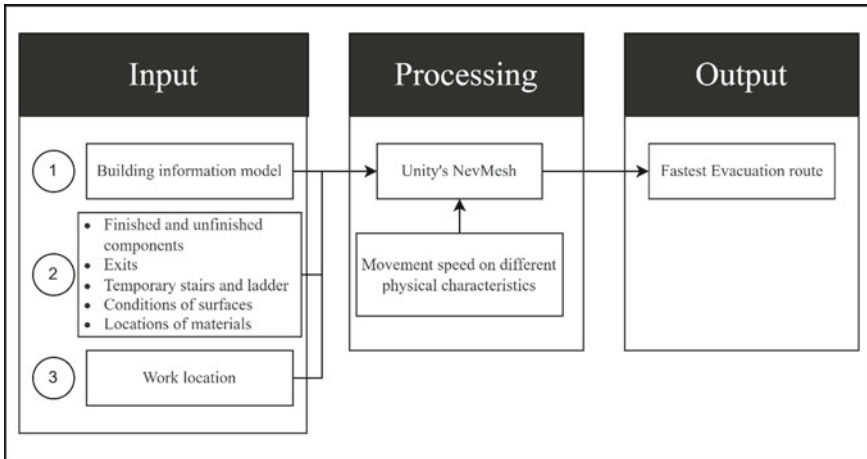 Input
Processing
Output
1
Building information model
Unity's NevMesh
Fastest Evacuation route
2
• Finished and unfinished
components
• Exits
• Temporary stairs and ladder
• Conditions of surfaces
• Locations of materials
Movement speed on different
physical characteristics
3
Work location